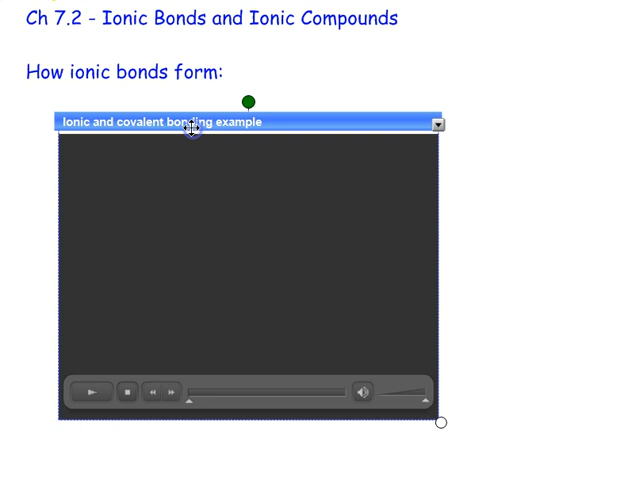 Ch 7.2 - Ionic Bonds and Ionic Compounds
How ionic bonds form:
Ionic and covalent bonding example